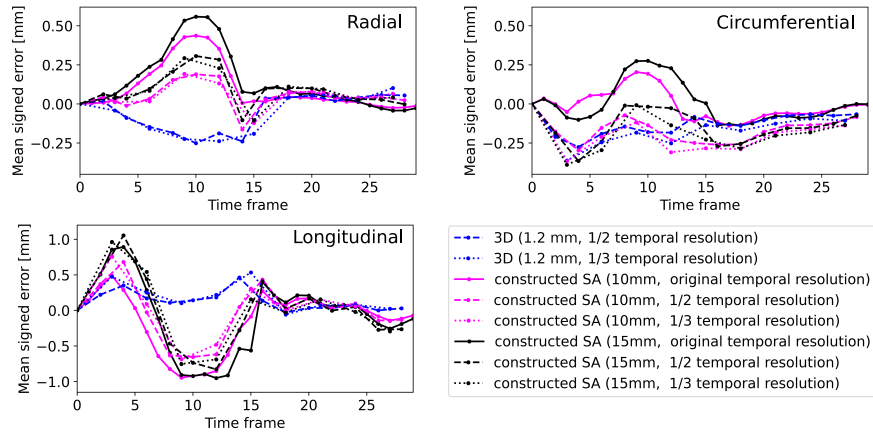 Radial
Mean signed error [mm]
0.50
0.25
0.00
−0.25
0 5 10 15 20 25
Time frame
Circumferential
Mean signed error [mm]
0.50
0.25
0.00
−0.25
0 5 10 15 20 25
Time frame
Longitudinal
Mean signed error [mm]
1.0
0.5
0.0
−0.5
−1.0
0 5 10 15 20 25
Time frame
3D (1.2 mm, 1/2 temporal resolution)
3D (1.2 mm, 1/3 temporal resolution)
constructed SA (10mm, original temporal resolution)
constructed SA (10mm, 1/2 temporal resolution)
constructed SA (10mm, 1/3 temporal resolution)
constructed SA (15mm, original temporal resolution)
constructed SA (15mm, 1/2 temporal resolution)
constructed SA (15mm, 1/3 temporal resolution)